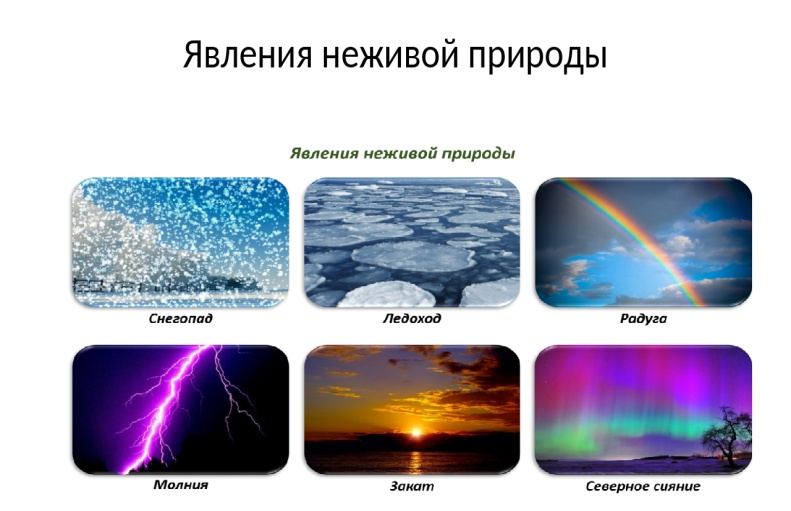 Явления неживой природы
Явления неживой природы
Снегопад
Ледоход
Радуга
Молния
Закат
Северное сияние